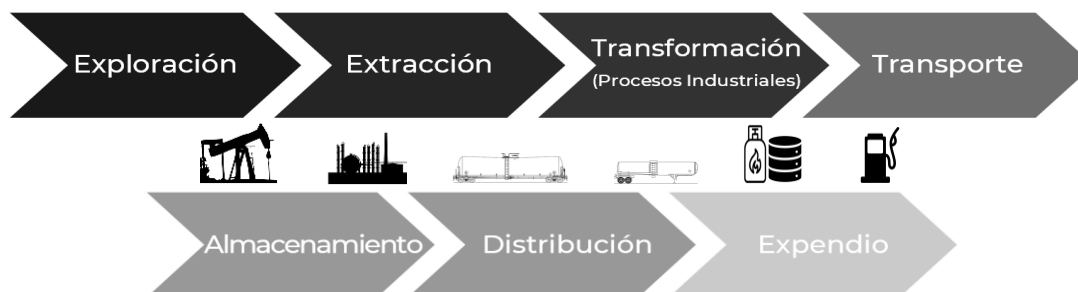 Exploración
Extracción
Transformación
(Procesos Industriales)
Transporte
Almacenamiento
Distribución
Expendio